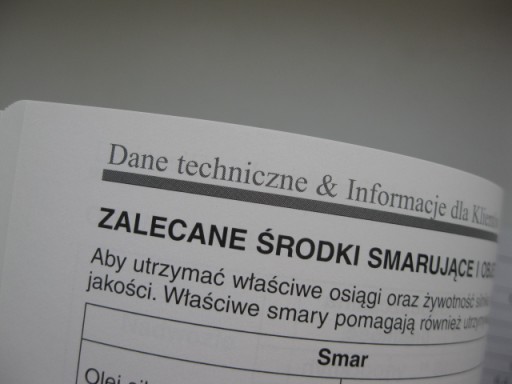 Dane techniczne & Informacje dla
ZALECANE ŚRODKI SMARUJĄCE I
Aby utrzymać właściwe osiągi oraz żywotność
jakości. Właściwe smary pomagają również
Smar
Olej